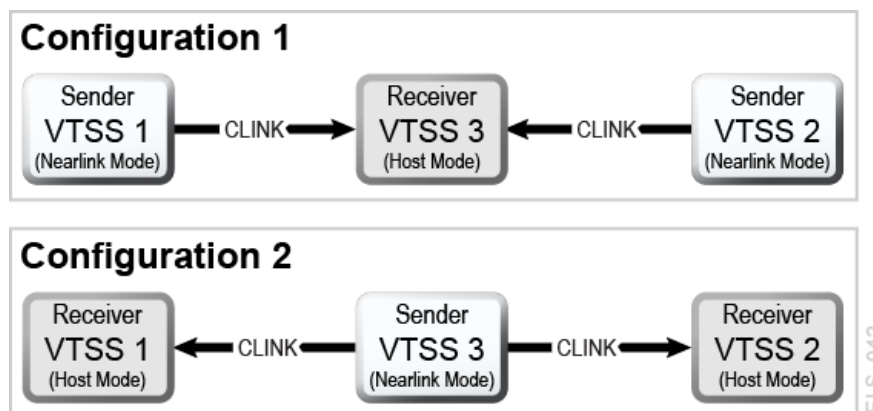 Configuration 1
Sender
VTSS 1
(Nearlink Mode)
CLINK
Receiver
VTSS 3
(Host Mode)
CLINK
Sender
VTSS 2
(Nearlink Mode)
Configuration 2
Receiver
VTSS 1
(Host Mode)
CLINK
Sender
VTSS 3
(Nearlink Mode)
CLINK
Receiver
VTSS 2
(Host Mode)